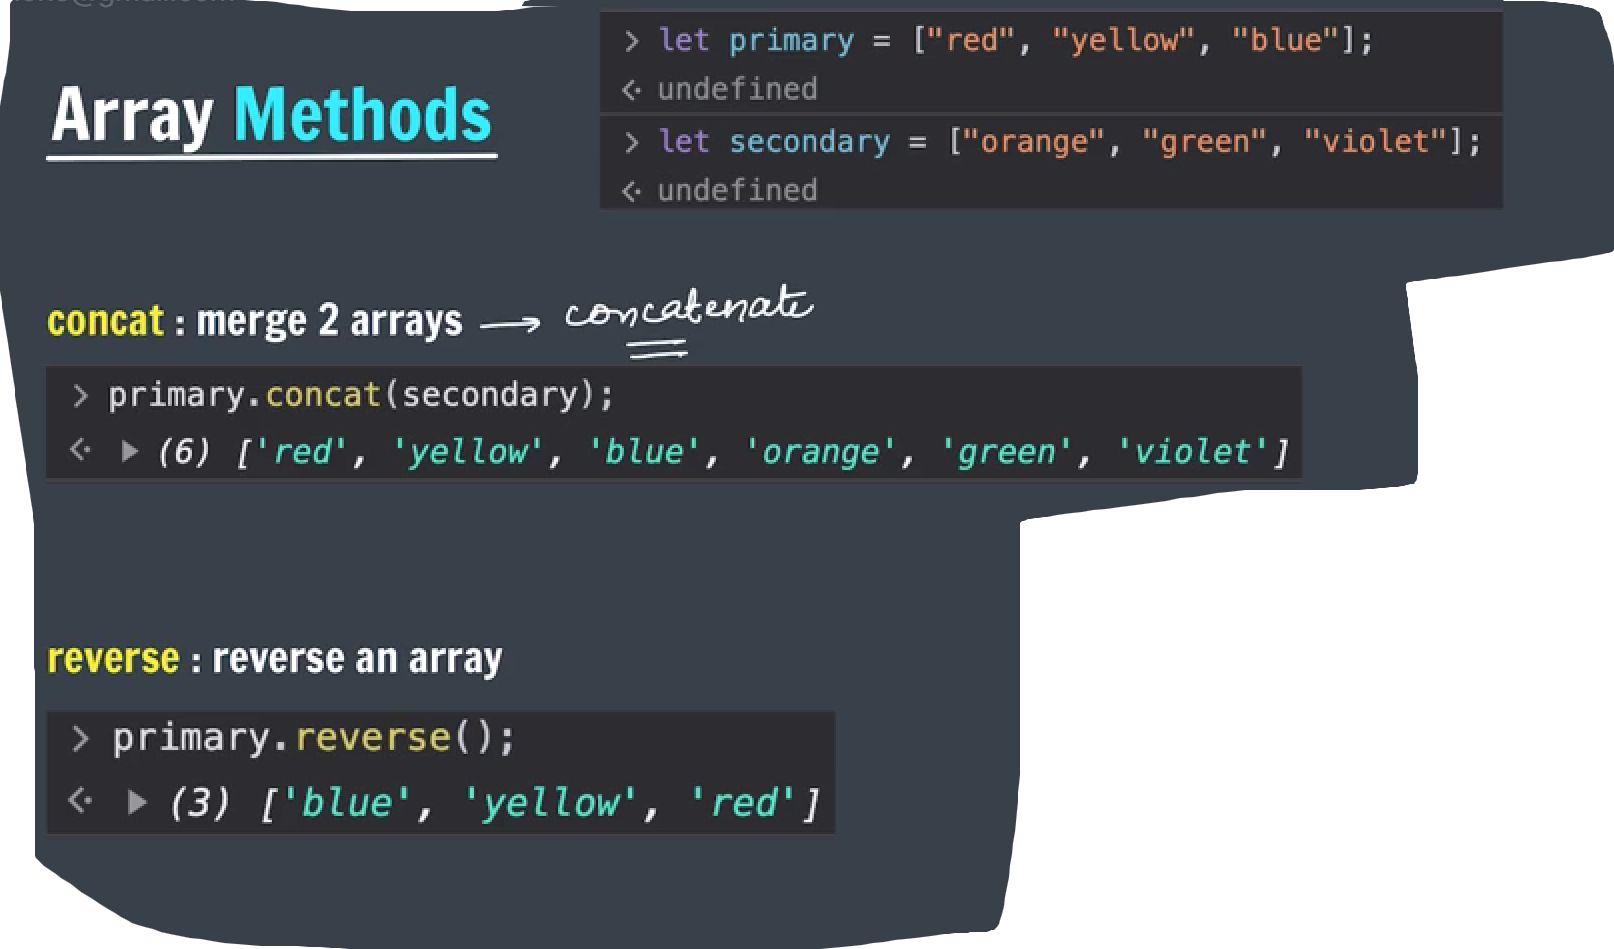 Array Methods
> let primary = ["red", "yellow", "blue"];
<· undefined
> let secondary = ["orange", "green", "violet"];
<· undefined
concat : merge 2 arrays → concatenate
> primary.concat(secondary);
<· ▶ (6) ['red', 'yellow', 'blue', 'orange', 'green', 'violet']
reverse : reverse an array
> primary.reverse();
<· ▶ (3) ['blue', 'yellow', 'red']